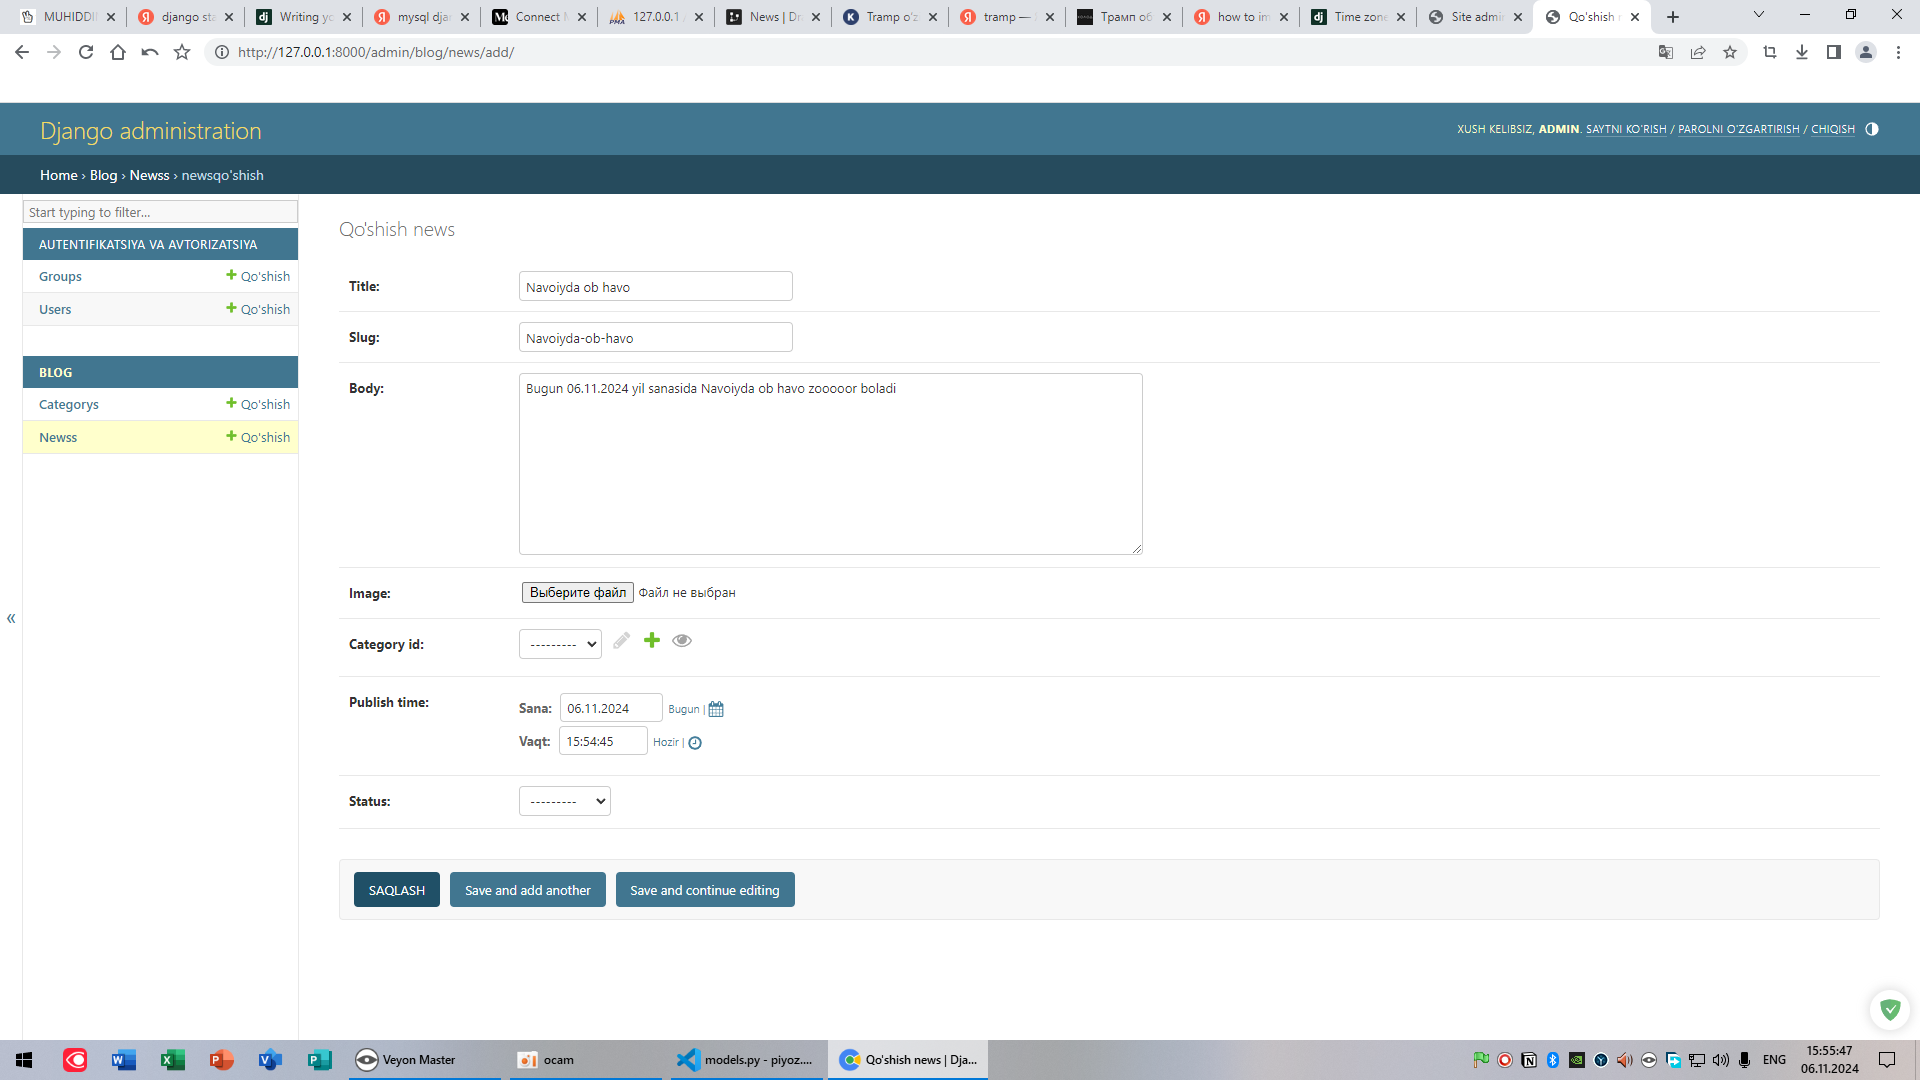 MUHIDDI
django sta
Writing yo
mysql djan
Connect M
127.0.0.1 /
News | Dr
Tramp o'z
tramp —
Трамп об
how to im
Time zone
Site admi
Qo'shish n
http://127.0.0.1:8000/admin/blog/news/add/
Django administration
XUSH KELIBSIZ, ADMIN. SAYTNI KO'RISH / PAROLNI O'ZGARTIRISH / CHIQISH
Home › Blog › Newss › newsqo'shish
Start typing to filter...
AUTENTIFIKATSIYA VA AVTORIZATSIYA
Groups
Qo'shish
Users
Qo'shish
BLOG
Categorys
Qo'shish
Newss
Qo'shish
«
Qo'shish news
Title:
Navoiyda ob havo
Slug:
Navoiyda-ob-havo
Body:
Bugun 06.11.2024 yil sanasida Navoiyda ob havo zooooor boladi
Image:
Выберите файл Файл не выбран
Category id:
---------
Publish time:
Sana: 06.11.2024 Bugun |
Vaqt: 15:54:45 Hozir |
Status:
---------
SAQLASH
Save and add another
Save and continue editing
Veyon Master
ocam
models.py - piyoz....
Qo'shish news | Dja...
ENG
15:55:47
06.11.2024